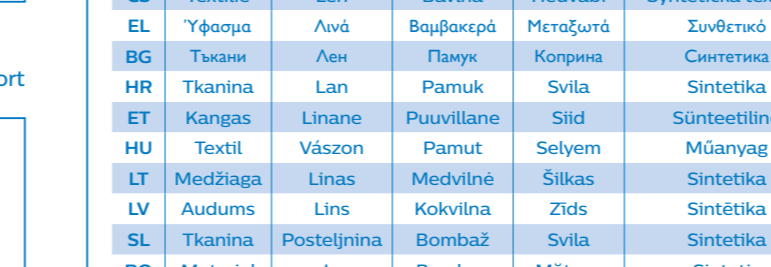 EL Ύφασμα Λινά Βαμβακερά Μεταξωτά Συνθετικό
BG Тъкани Лен Памук Коприна Синтетика
ort
HR Tkanina Lan Pamuk Svila Sintetika
ET Kangas Linane Puuvillane Siid Sünteetiline
HU Textil Vászon Pamut Selyem Műanyag
LT Medžiaga Linas Medvilnė Šilkas Sintetika
LV Audums Lins Kokvilna Zīds Sintētika
SL Tkanina Posteljnina Bombaž Svila Sintetika